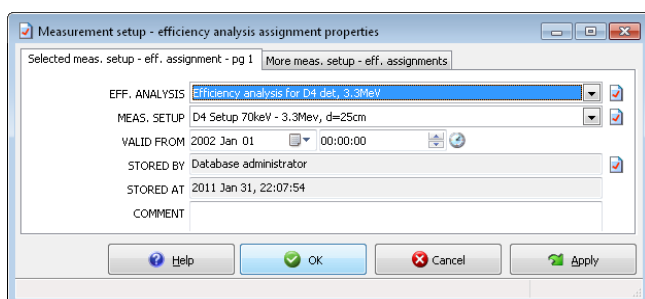 Measurement setup - efficiency analysis assignment properties
Selected meas. setup - eff. assignment - pg 1 More meas. setup - eff. assignments
EFF. ANALYSIS Efficiency analysis for D4 det, 3.3MeV
MEAS. SETUP D4 Setup 70keV - 3.3Mev, d=25cm
VALID FROM 2002 Jan 01 00:00:00
STORED BY Database administrator
STORED AT 2011 Jan 31, 22:07:54
COMMENT
Help OK Cancel Apply